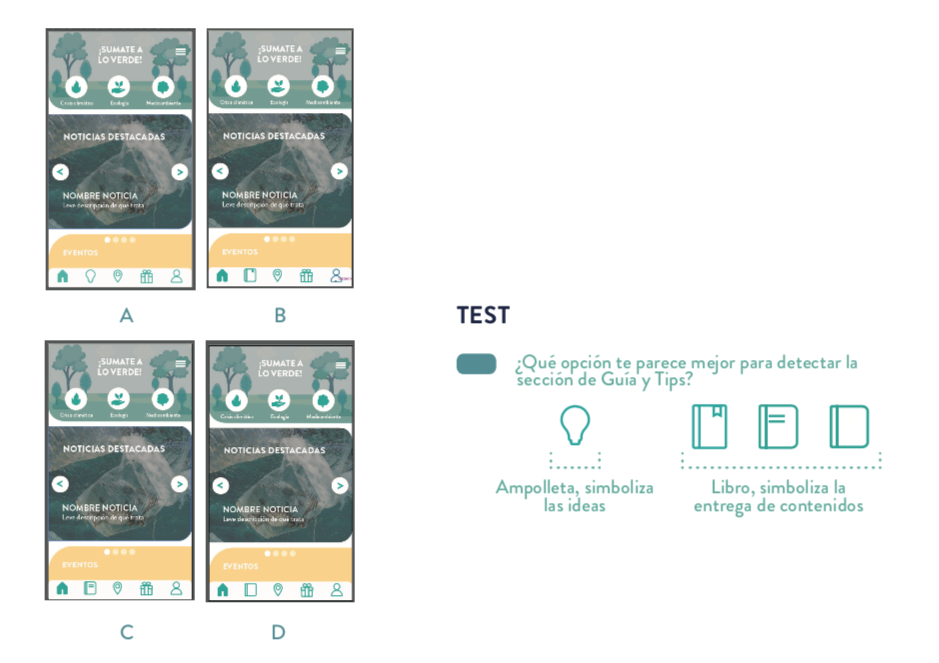 ¡SUMATE A
LO VERDE!
Crisis climática Ecología Medioambiente
NOTICIAS DESTACADAS
< >
NOMBRE NOTICIA
Leve descripción de qué trata
EVENTOS
A
¡SUMATE A
LO VERDE!
Crisis climática Ecología Medioambiente
NOTICIAS DESTACADAS
< >
NOMBRE NOTICIA
Leve descripción de qué trata
EVENTOS
B
¡SUMATE A
LO VERDE!
Crisis climática Ecología Medioambiente
NOTICIAS DESTACADAS
< >
NOMBRE NOTICIA
Leve descripción de qué trata
EVENTOS
C
¡SUMATE A
LO VERDE!
Crisis climática Ecología Medioambiente
NOTICIAS DESTACADAS
< >
NOMBRE NOTICIA
Leve descripción de qué trata
EVENTOS
D
TEST
¿Qué opción te parece mejor para detectar la
sección de Guía y Tips?
Ampolleta, simboliza
las ideas
Libro, simboliza la
entrega de contenidos